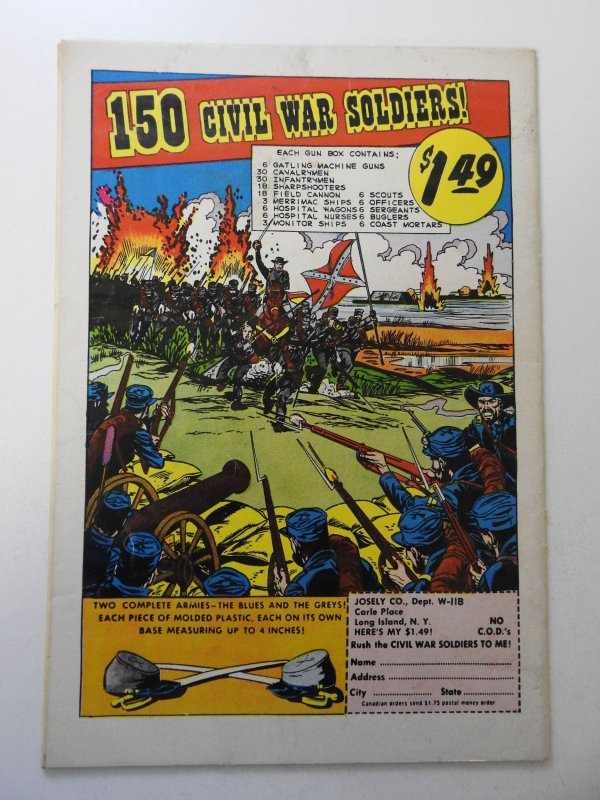 150 CIVIL WAR SOLDIERS!
EACH GUN BOX CONTAINS;
6 GATLING MACHINE GUNS
30 CAVALRYMEN
30 INFANTRYMEN
18 SHARPSHOOTERS
18 FIELD CANNON 6 SCOUTS
3 MERRIMAC SHIPS 6 OFFICERS
6 HOSPITAL WAGONS 6 SERGEANTS
6 HOSPITAL NURSES 6 BUGLERS
3 MONITOR SHIPS 6 COAST MORTARS
$1.49
TWO COMPLETE ARMIES—THE BLUES AND THE GREYS!
EACH PIECE OF MOLDED PLASTIC, EACH ON ITS OWN
BASE MEASURING UP TO 4 INCHES!
JOSELY CO., Dept. W-11B
Carle Place
Long Island, N. Y. NO
HERE'S MY $1.49! C.O.D.'s
Rush the CIVIL WAR SOLDIERS TO ME!
Name
Address
City State
Canadian orders send $1.75 postal money order